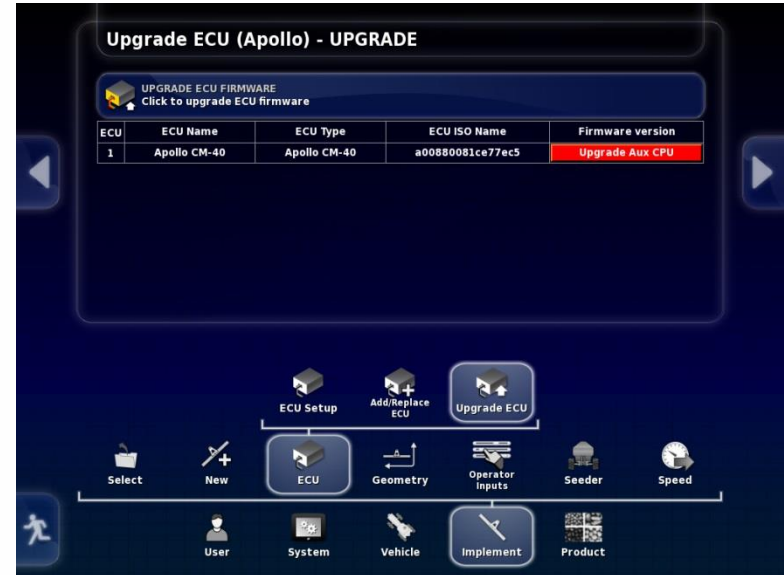 Upgrade ECU (Apollo) - UPGRADE
UPGRADE ECU FIRMWARE
Click to upgrade ECU firmware
ECU ECU Name ECU Type ECU ISO Name Firmware version
1 Apollo CM-40 Apollo CM-40 a00880081ce77ec5 Upgrade Aux CPU
ECU Setup
Add/Replace
ECU
Upgrade ECU
Select
New
ECU
Geometry
Operator
Inputs
Seeder
Speed
User
System
Vehicle
Implement
Product